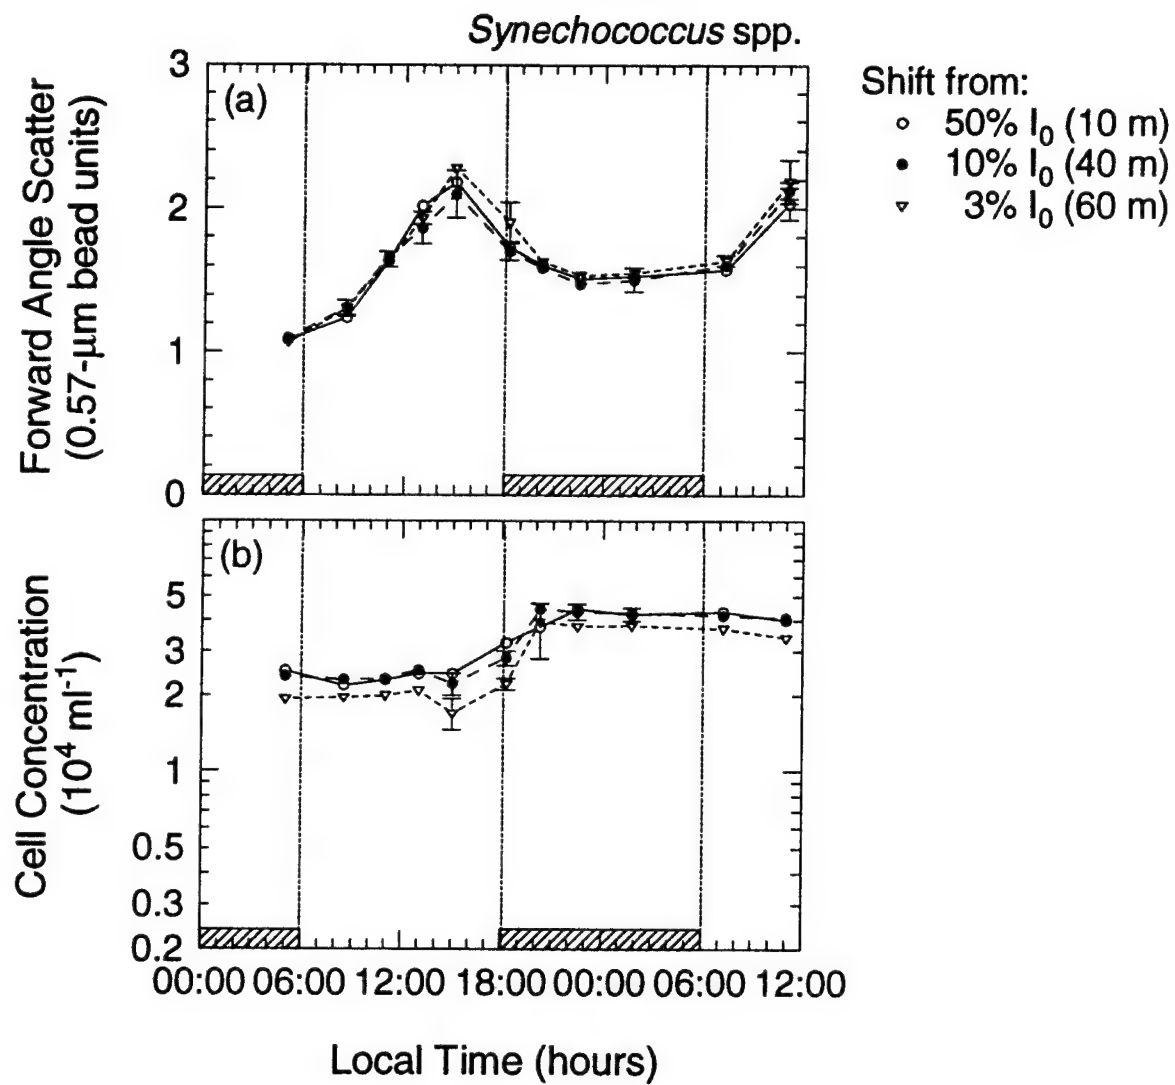 Synechococcus spp.
Shift from:
50% I0 (10 m)
10% I0 (40 m)
3% I0 (60 m)
(a)
Forward Angle Scatter
(0.57-μm bead units)
3
2
1
0
(b)
Cell Concentration
(10⁴ ml⁻¹)
5
3
2
1
0.5
0.3
0.2
00:00 06:00 12:00 18:00 00:00 06:00 12:00
Local Time (hours)